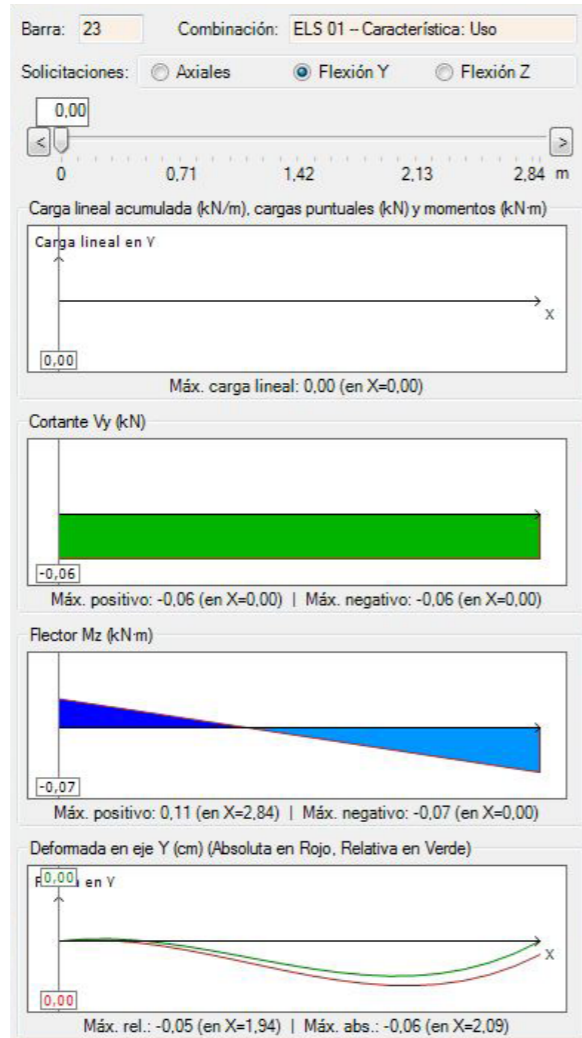 Barra: 23 Combinación: ELS 01 – Característica: Uso
Solicitaciones: Axiales Flexión Y Flexión Z
0,00
< >
0 0,71 1,42 2,13 2,84 m
Carga lineal acumulada (kN/m), cargas puntuales (kN) y momentos (kN·m)
Carga lineal en Y
X
0,00
Máx. carga lineal: 0,00 (en X=0,00)
Cortante Vy (kN)
-0,06
Máx. positivo: -0,06 (en X=0,00) | Máx. negativo: -0,06 (en X=0,00)
Flector Mz (kN·m)
-0,07
Máx. positivo: 0,11 (en X=2,84) | Máx. negativo: -0,07 (en X=0,00)
Deformada en eje Y (cm) (Absoluta en Rojo, Relativa en Verde)
0,00 en Y
X
0,00
Máx. rel.: -0,05 (en X=1,94) | Máx. abs.: -0,06 (en X=2,09)